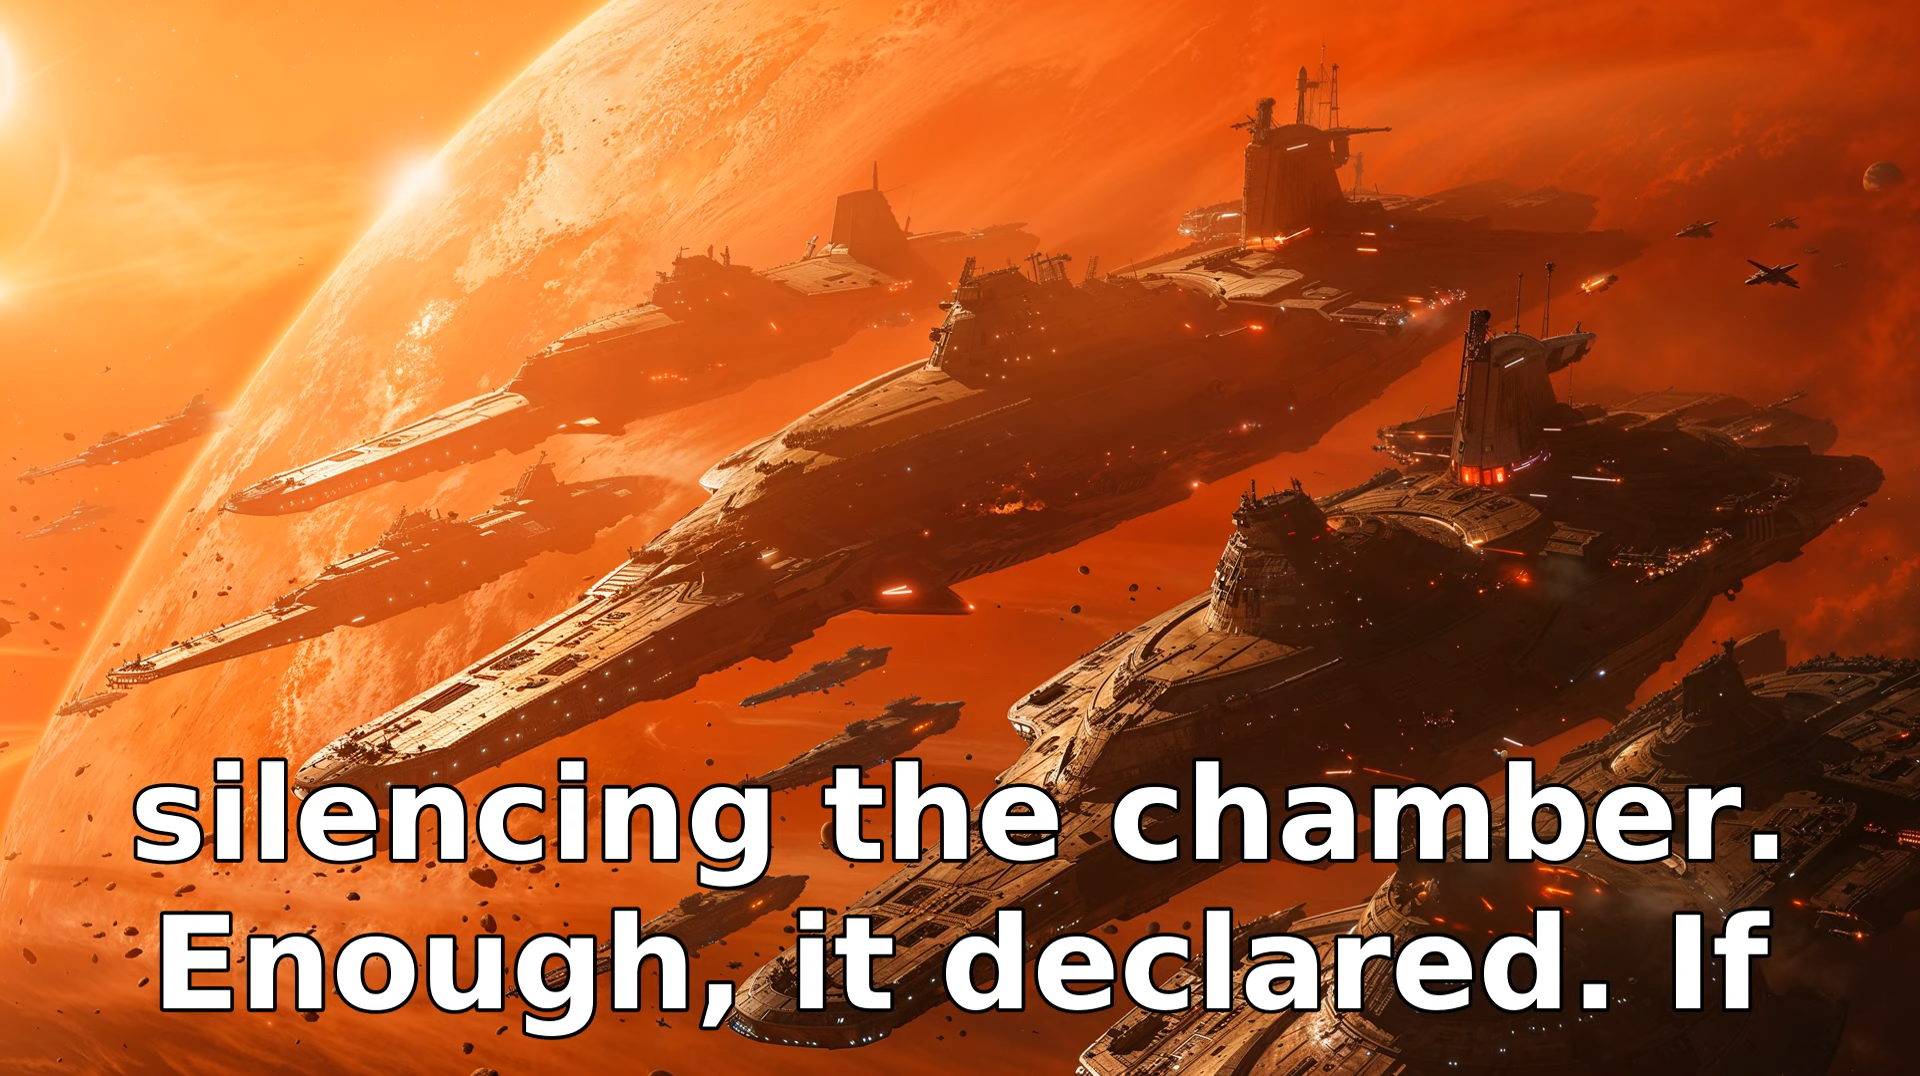 silencing the chamber.
Enough, it declared. If